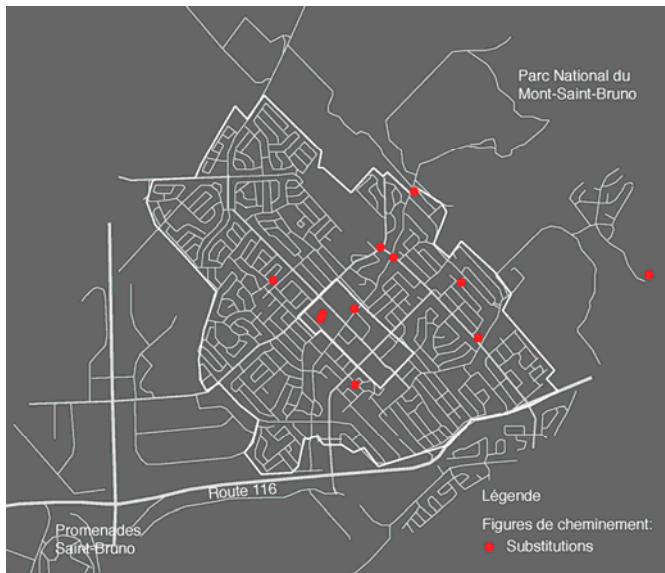 Parc National du
Mont-Saint-Bruno
Route 116
Promenades
Saint-Bruno
Légende
Figures de cheminement:
Substitutions